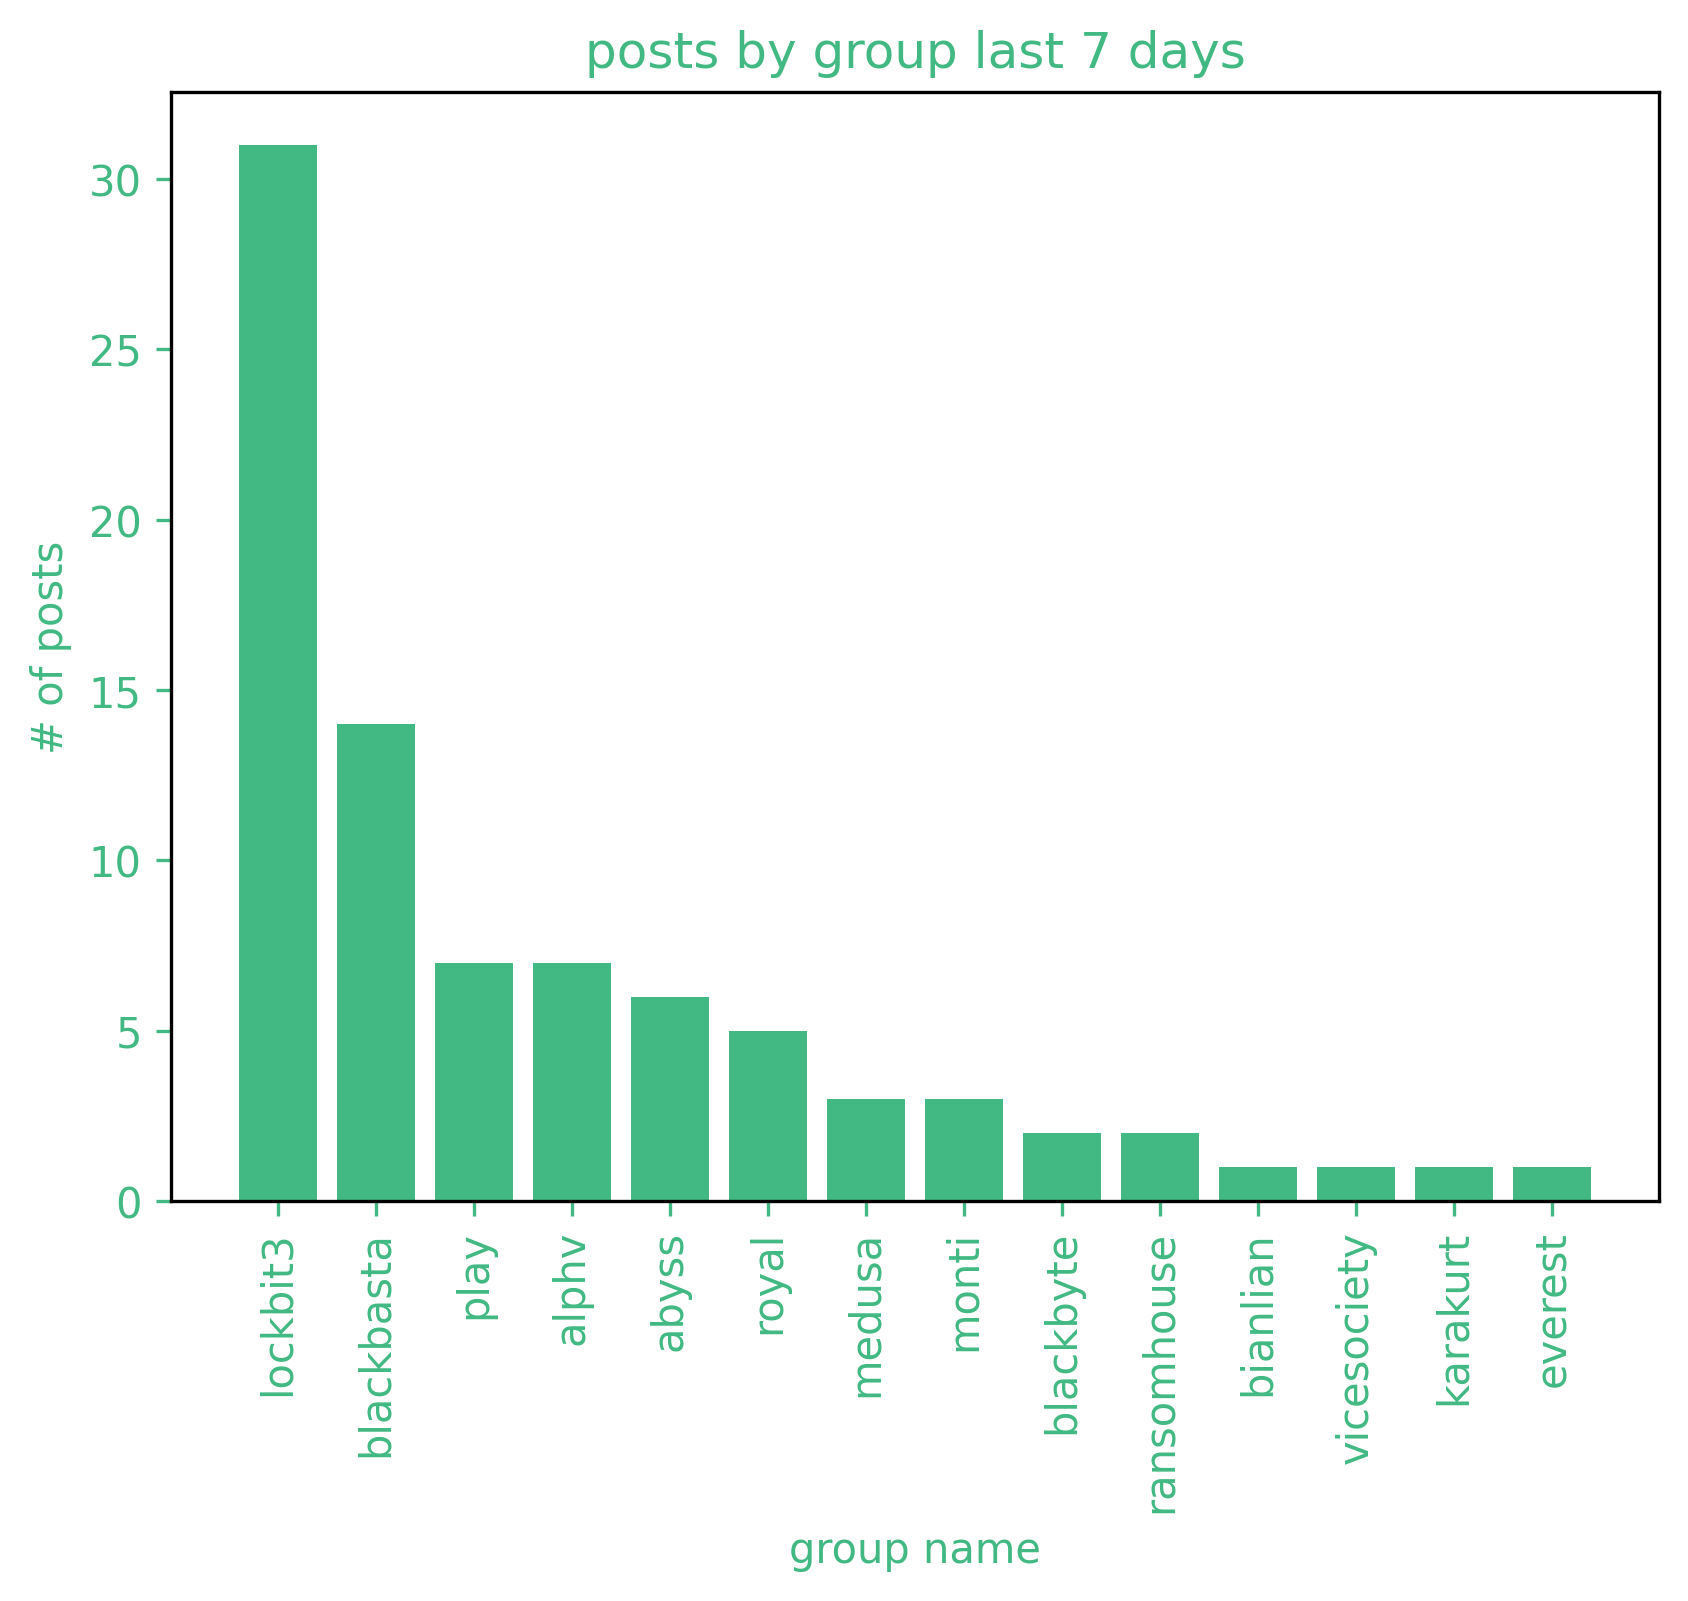 posts by group last 7 days
30
25
20
15
10
5
0
# of posts
lockbit3
blackbasta
play
alphv
abyss
royal
medusa
monti
blackbyte
ransomhouse
bianlian
vicesociety
karakurt
everest
group name